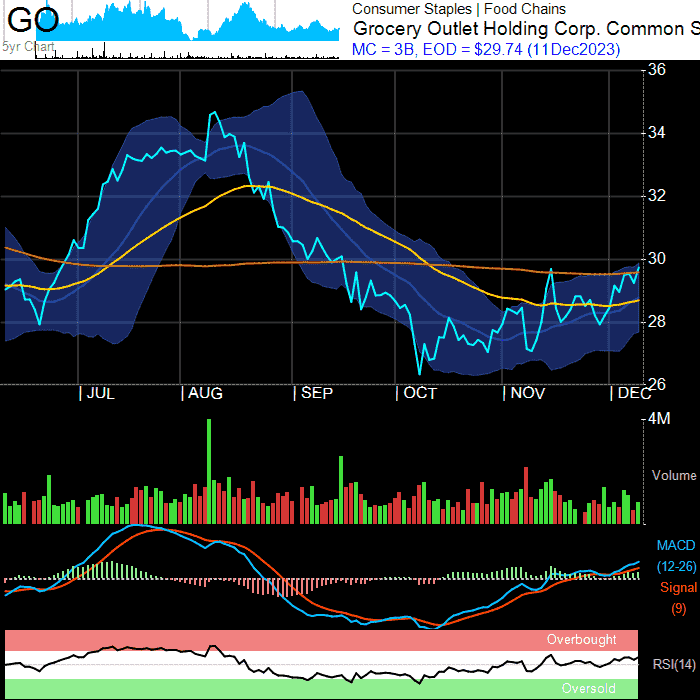 GO
5yr Chart
Consumer Staples | Food Chains
Grocery Outlet Holding Corp. Common S
MC = 3B, EOD = $29.74 (11Dec2023)
36
34
32
30
28
26
JUL AUG SEP OCT NOV DEC
4M
Volume
MACD
(12-26)
Signal
(9)
Overbought
RSI(14)
Oversold